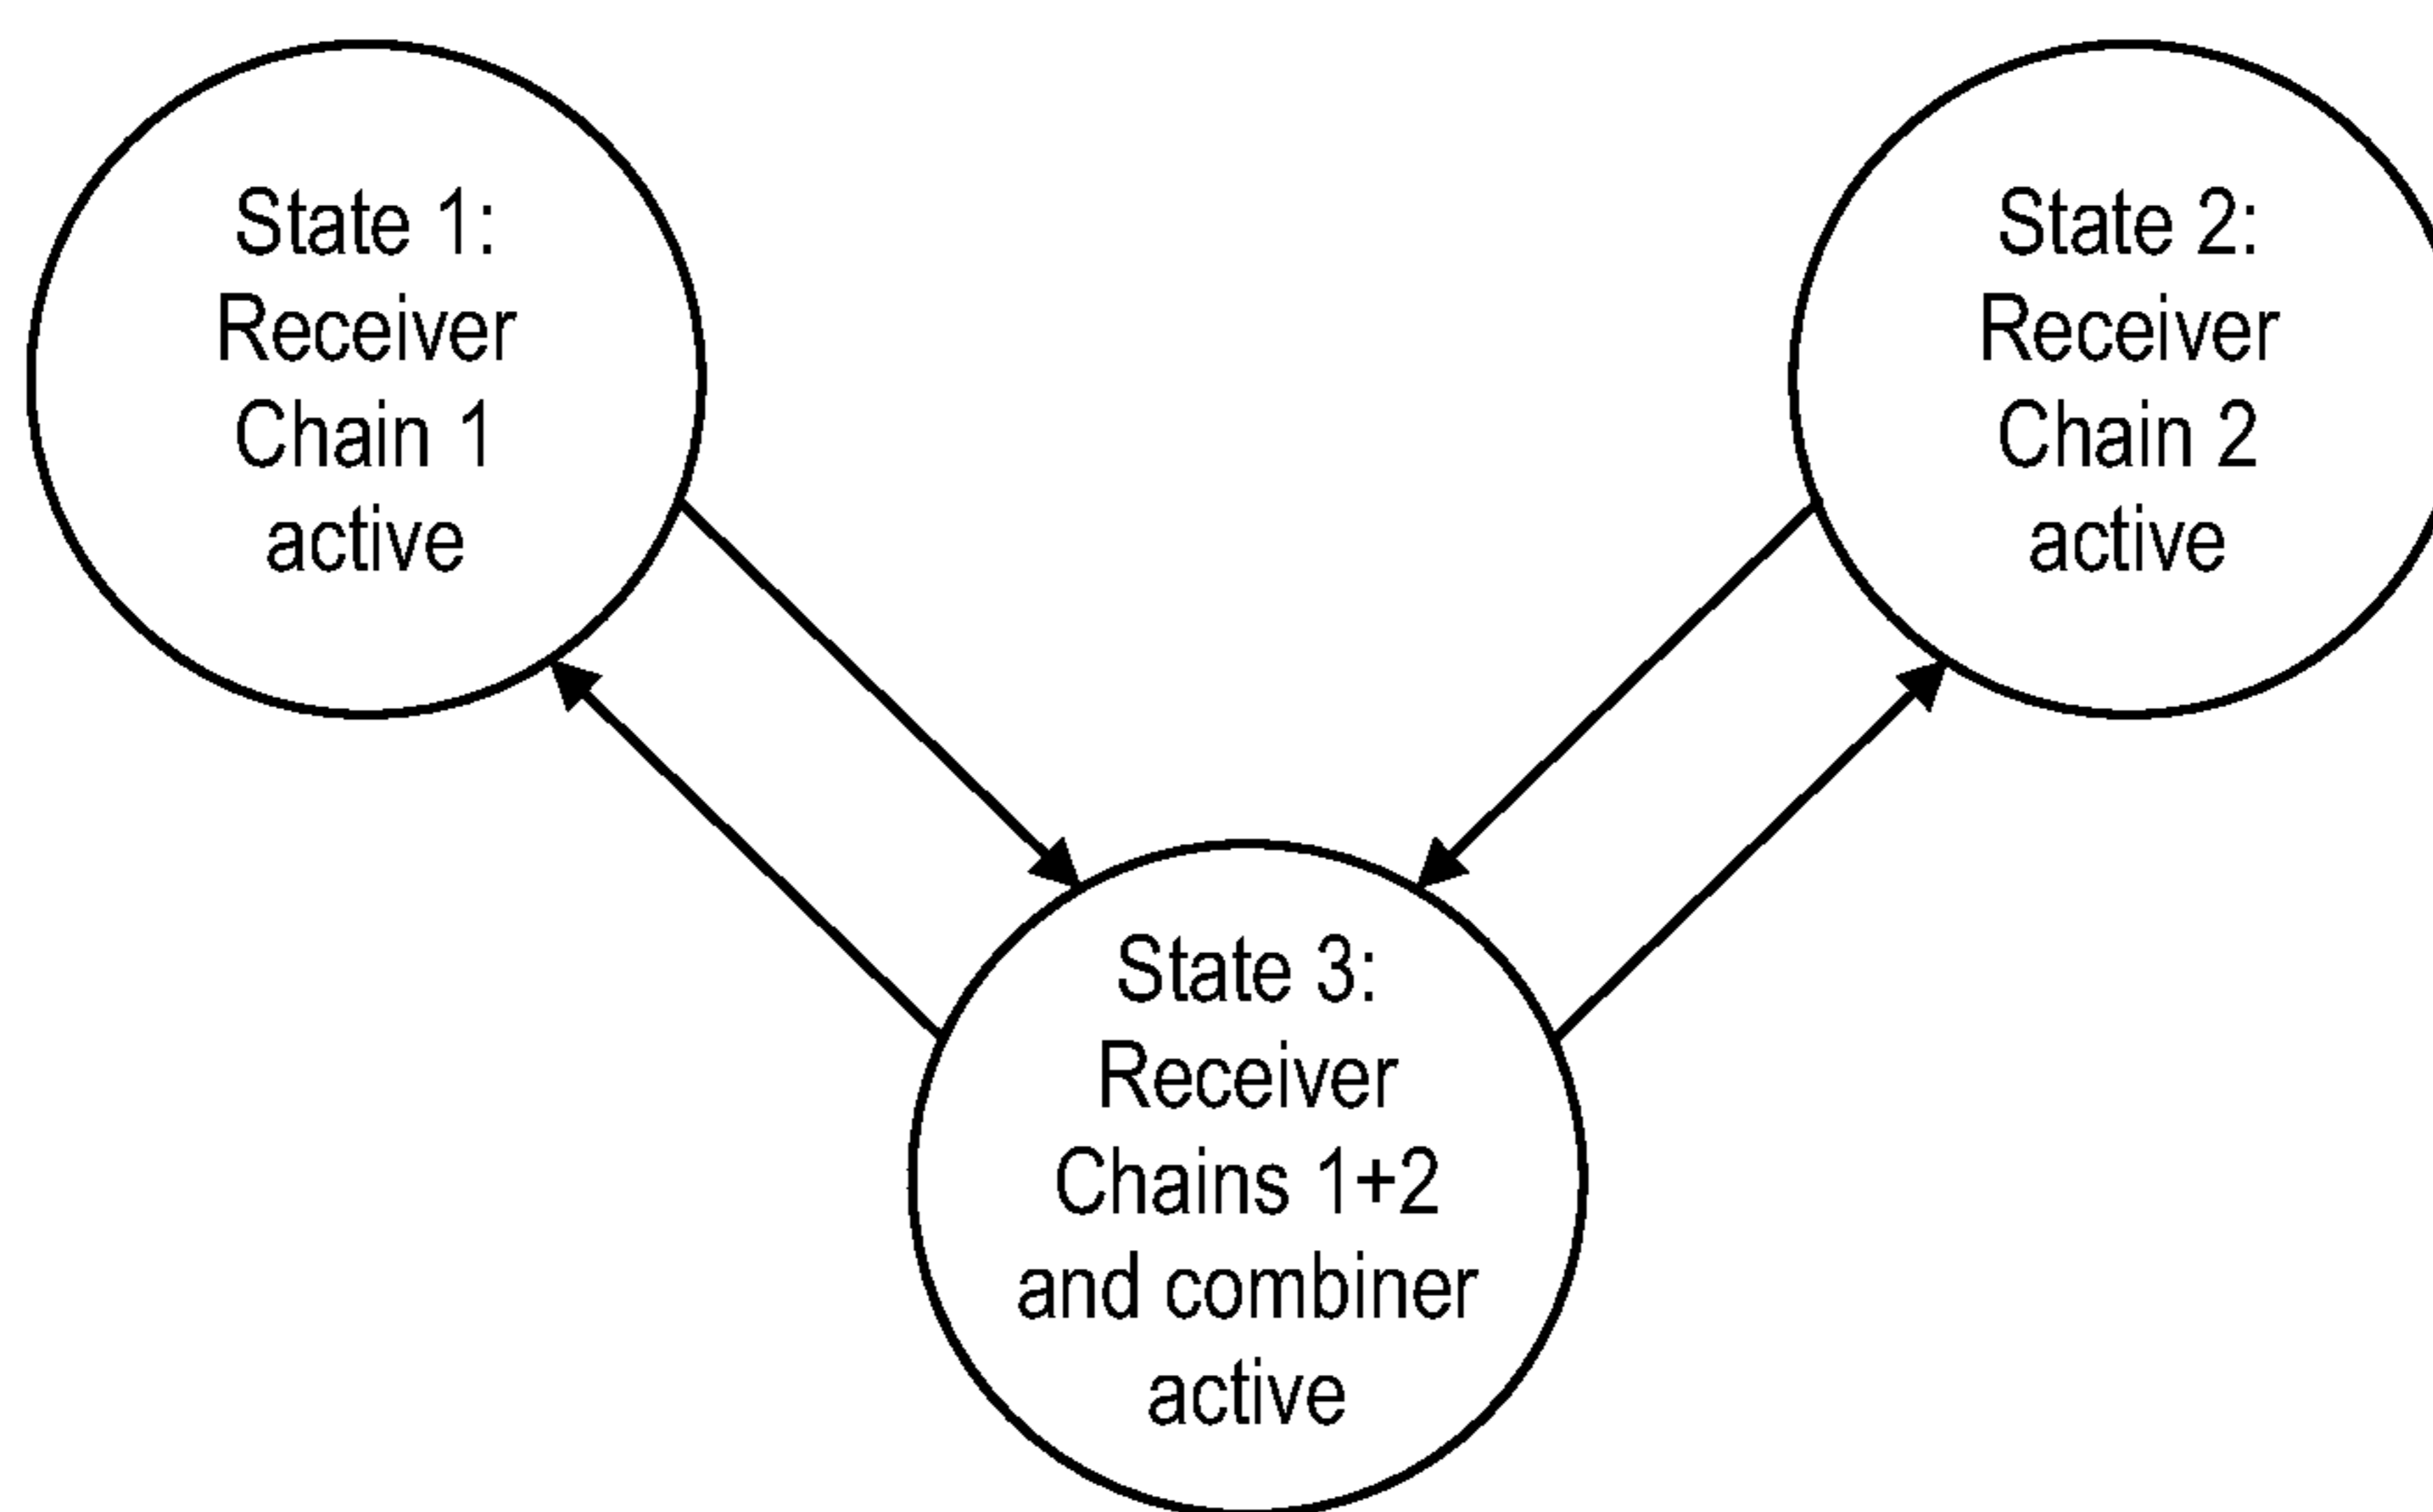 State 1:
Receiver
Chain 1
active
State 2:
Receiver
Chain 2
active
State 3:
Receiver
Chains 1+2
and combiner
active